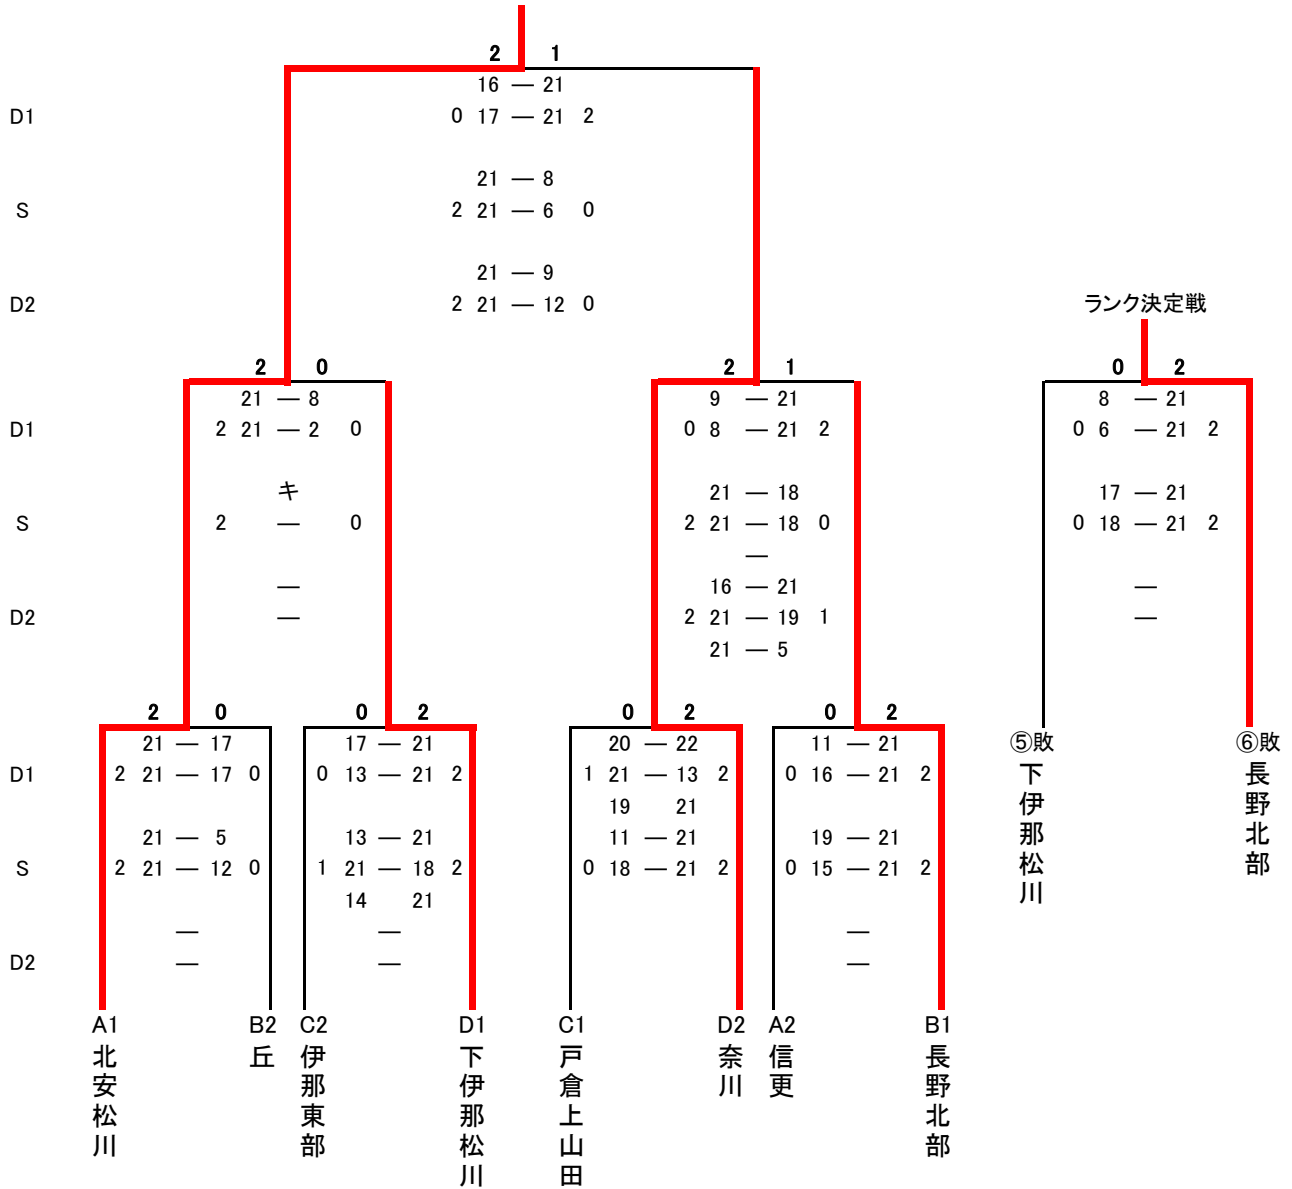 2 1
16 — 21
D1 0 17 — 21 2
21 — 8
S 2 21 — 6 0
21 — 9
D2 2 21 — 12 0
ランク決定戦
2 0 2 1 0 2
21 — 8 9 — 21 8 — 21
D1 2 21 — 2 0 0 8 — 21 2 0 6 — 21 2
キ 21 — 18 17 — 21
S 2 — 0 2 21 — 18 0 0 18 — 21 2
—
— 16 — 21 —
D2 — 2 21 — 19 1 —
21 — 5
2 0 0 2 0 2 0 2
21 — 17 17 — 21 20 — 22 11 — 21
D1 2 21 — 17 0 0 13 — 21 2 1 21 — 13 2 0 16 — 21 2
19 21
21 — 5 13 — 21 11 — 21 19 — 21
S 2 21 — 12 0 1 21 — 18 2 0 18 — 21 2 0 15 — 21 2
14 21
— — —
D2 — — —
⑤敗 ⑥敗
下伊那松川
長野北部
A1 B2 C2 D1 C1 D2 A2 B1
北安松川
丘
伊那東部
下伊那松川
戸倉上山田
奈川
信更
長野北部